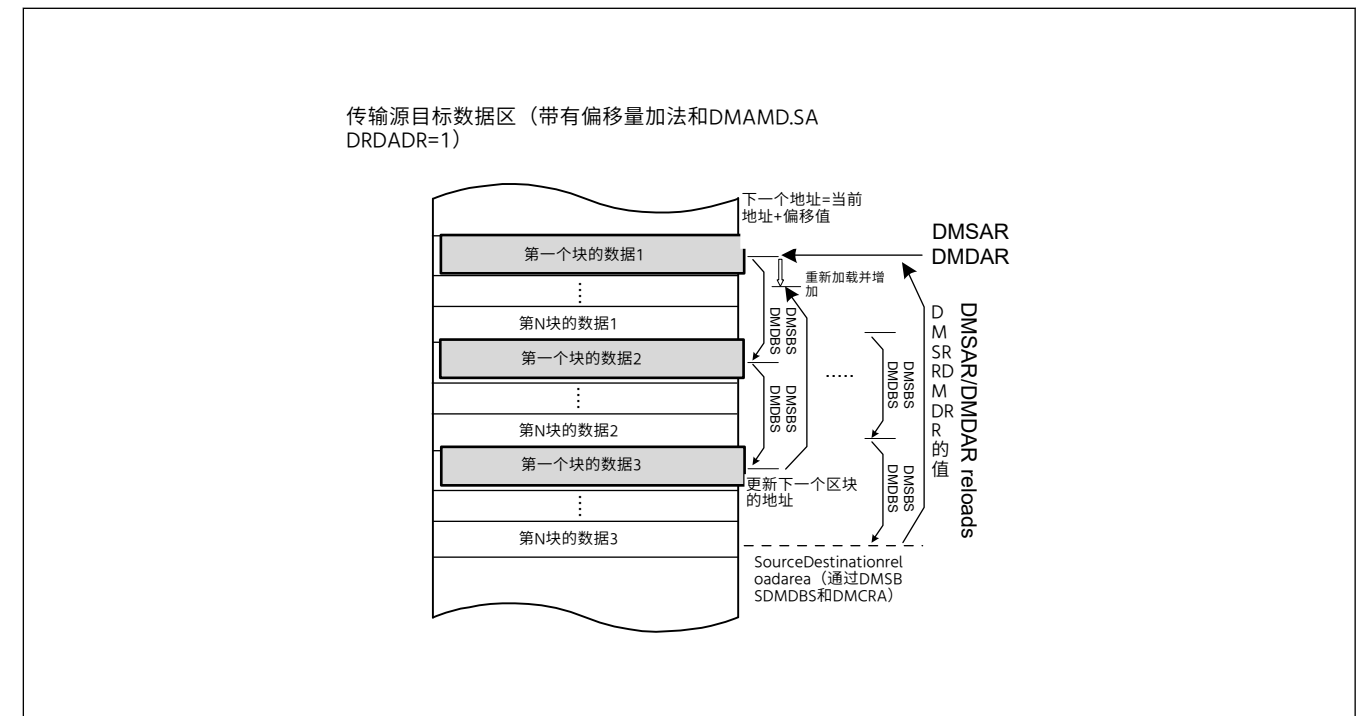 传输源目标数据区（带有偏移量加法和DMAMD.SA
DRDADR=1）
下一个地址=当前
地址+偏移值
DMSAR
DMDAR
第一个块的数据1
重新加载并增
加
第N块的数据1
DMSBS
DMDBS
第一个块的数据2
.....
DMSBS
DMDBS
DMSBS
DMDBS
第N块的数据2
第一个块的数据3
更新下一个区块
的地址
DMSBS
DMDBS
第N块的数据3
D
M
SR
RD
M
DR
R
的
值
DMSAR/DMDAR reloads
SourceDestinationrel
oadarea（通过DMSB
SDMDBS和DMCRA）